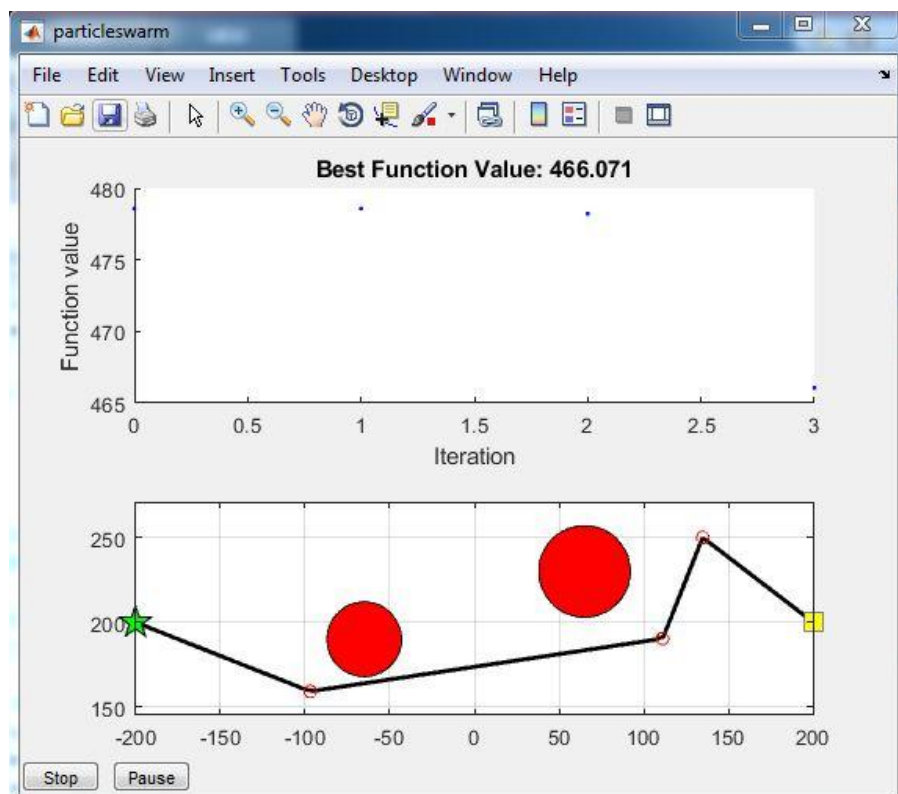 particleswarm
File Edit View Insert Tools Desktop Window Help
Best Function Value: 466.071
Function value
480
475
470
465
0 0.5 1 1.5 2 2.5 3
Iteration
250
200
150
-200 -150 -100 -50 0 50 100 150 200
Stop Pause